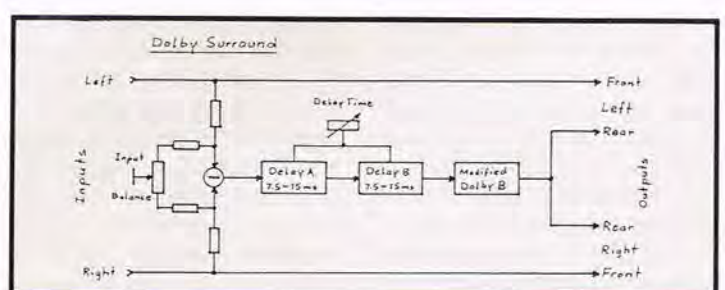 Dolby Surround
Left
Front
Left
Delay Time
Rear
Inputs
Input
Balance
Delay A
7.5-15ms
Delay B
7.5-15ms
Modified
Dolby B
Outputs
Rear
Right
Right
Front